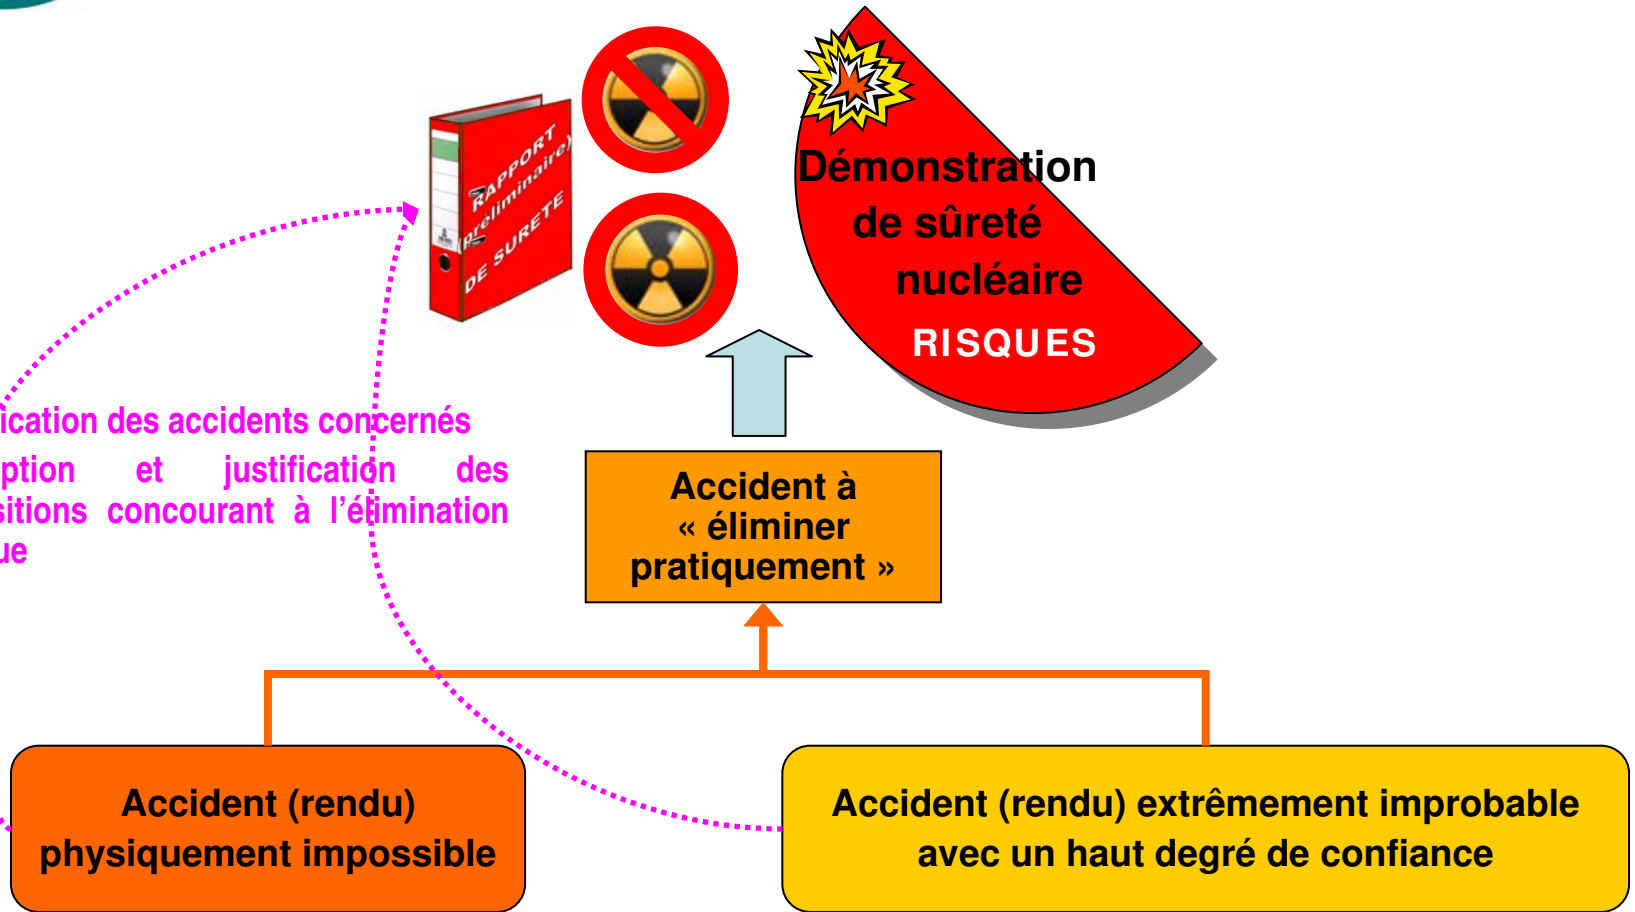 RAPPORT
(préliminaire)
DE SURETE
Démonstration
de sûreté
nucléaire
RISQUES
ication des accidents concernés
ption et justification des
sitions concourant à l’élimination
ue
Accident à
« éliminer
pratiquement »
Accident (rendu)
physiquement impossible
Accident (rendu) extrêmement improbable
avec un haut degré de confiance